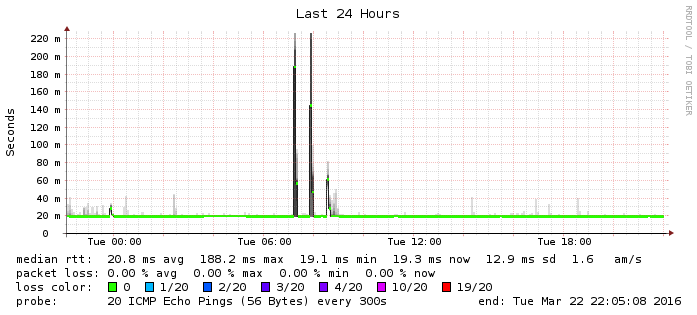 Last 24 Hours
RRDTOOL / TOBI OETIKER
Seconds
220 m
200 m
180 m
160 m
140 m
120 m
100 m
80 m
60 m
40 m
20 m
0
Tue 00:00 Tue 06:00 Tue 12:00 Tue 18:00
median rtt: 20.8 ms avg 188.2 ms max 19.1 ms min 19.3 ms now 12.9 ms sd 1.6 am/s
packet loss: 0.00 % avg 0.00 % max 0.00 % min 0.00 % now
loss color: 0 1/20 2/20 3/20 4/20 10/20 19/20
probe: 20 ICMP Echo Pings (56 Bytes) every 300s end: Tue Mar 22 22:05:08 2016